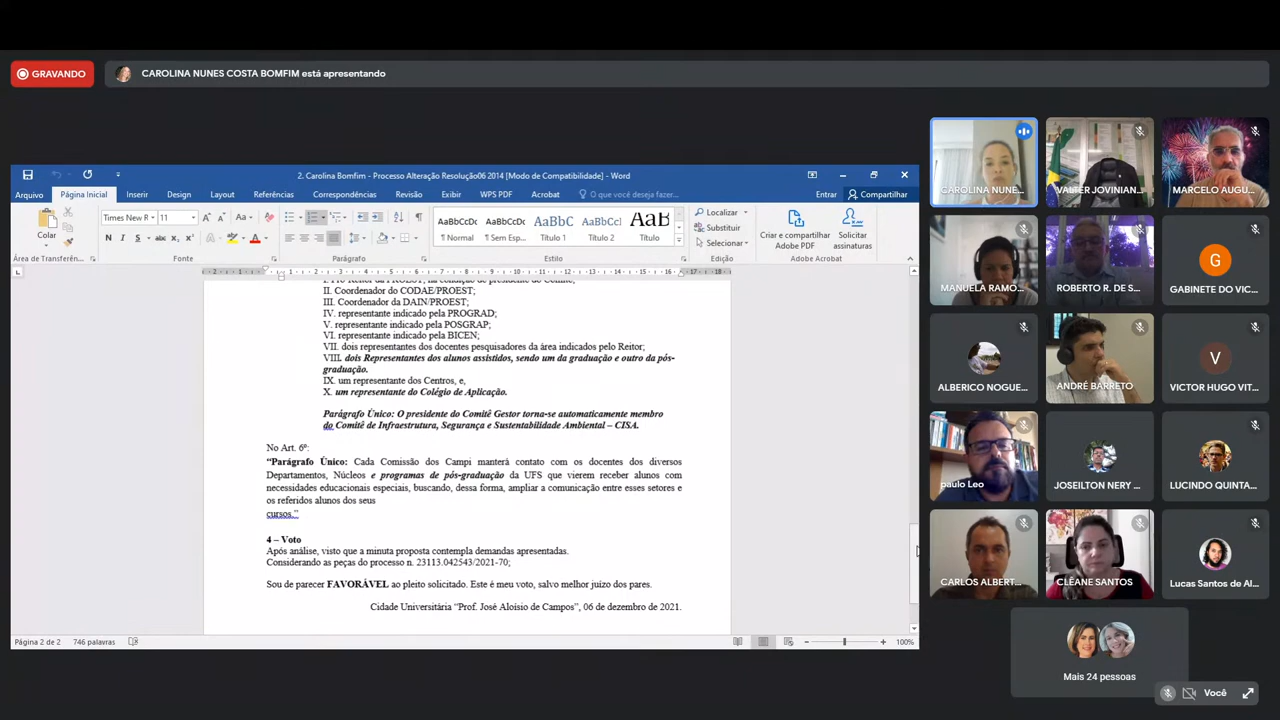 GRAVANDO
CAROLINA NUNES COSTA BOMFIM está apresentando
2. Carolina Bomfim - Processo Alteração Resolução06 2014 [Modo de Compatibilidade] - Word
Arquivo Página Inicial Inserir Design Layout Referências Correspondências Revisão Exibir WPS PDF Acrobat O que você deseja fazer... Entrar Compartilhar
Colar
Times New R 11
AaBbCcDc AaBbCcDc AaBbC AaBbCcl AaB
¶ Normal ¶ Sem Esp... Título 1 Título 2 Título
Localizar
Substituir
Selecionar
Criar e compartilhar Adobe PDF
Solicitar assinaturas
Área de Transferên... Fonte Parágrafo Estilo Edição Adobe Acrobat
II. Coordenador do CODAE/PROEST;
III. Coordenador da DAIN/PROEST;
IV. representante indicado pela PROGRAD;
V. representante indicado pela POSGRAP;
VI. representante indicado pela BICEN;
VII. dois representantes dos docentes pesquisadores da área indicados pelo Reitor;
VIII. dois Representantes dos alunos assistidos, sendo um da graduação e outro da pós-
graduação.
IX. um representante dos Centros, e,
X. um representante do Colégio de Aplicação.
Parágrafo Único: O presidente do Comitê Gestor torna-se automaticamente membro
do Comitê de Infraestrutura, Segurança e Sustentabilidade Ambiental – CISA.
No Art. 6º:
“Parágrafo Único: Cada Comissão dos Campi manterá contato com os docentes dos diversos
Departamentos, Núcleos e programas de pós-graduação da UFS que vierem receber alunos com
necessidades educacionais especiais, buscando, dessa forma, ampliar a comunicação entre esses setores e
os referidos alunos dos seus
cursos.”
4 – Voto
Após análise, visto que a minuta proposta contempla demandas apresentadas.
Considerando as peças do processo n. 23113.042543/2021-70;
Sou de parecer FAVORÁVEL ao pleito solicitado. Este é meu voto, salvo melhor juízo dos pares.
Cidade Universitária “Prof. José Aloísio de Campos”, 06 de dezembro de 2021.
Página 2 de 2 746 palavras 100%
CAROLINA NUNE...
VALTER JOVINIAN...
MARCELO AUGU...
MANUELA RAMO...
ROBERTO R. DE S...
G
GABINETE DO VIC...
ALBERICO NOGUE...
ANDRÉ BARRETO
V
VICTOR HUGO VIT...
paulo Leo
JOSEILTON NERY ...
LUCINDO QUINTA...
CARLOS ALBERT...
CLÊANE SANTOS
Lucas Santos de Al...
Mais 24 pessoas
Você